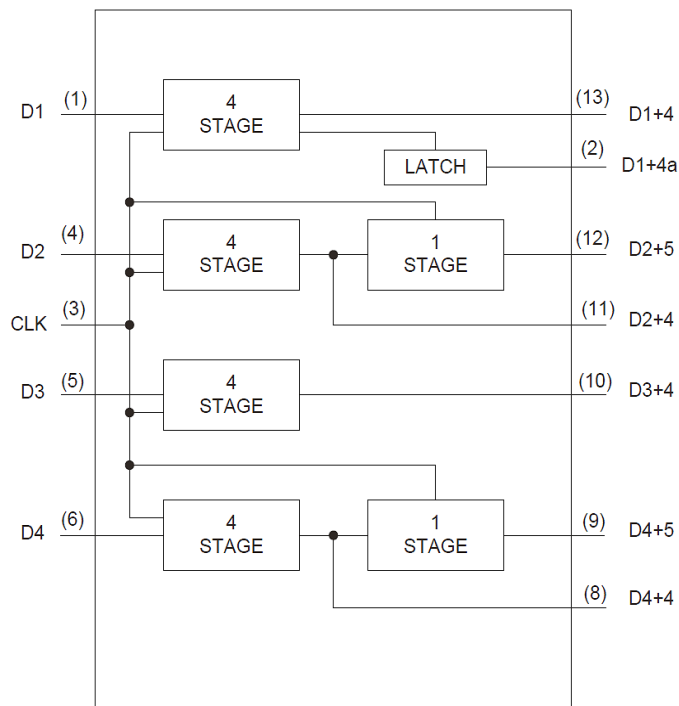 D1 (1) 4 STAGE (13) D1+4
LATCH (2) D1+4a
D2 (4) 4 STAGE 1 STAGE (12) D2+5
(11) D2+4
CLK (3)
D3 (5) 4 STAGE (10) D3+4
D4 (6) 4 STAGE 1 STAGE (9) D4+5
(8) D4+4